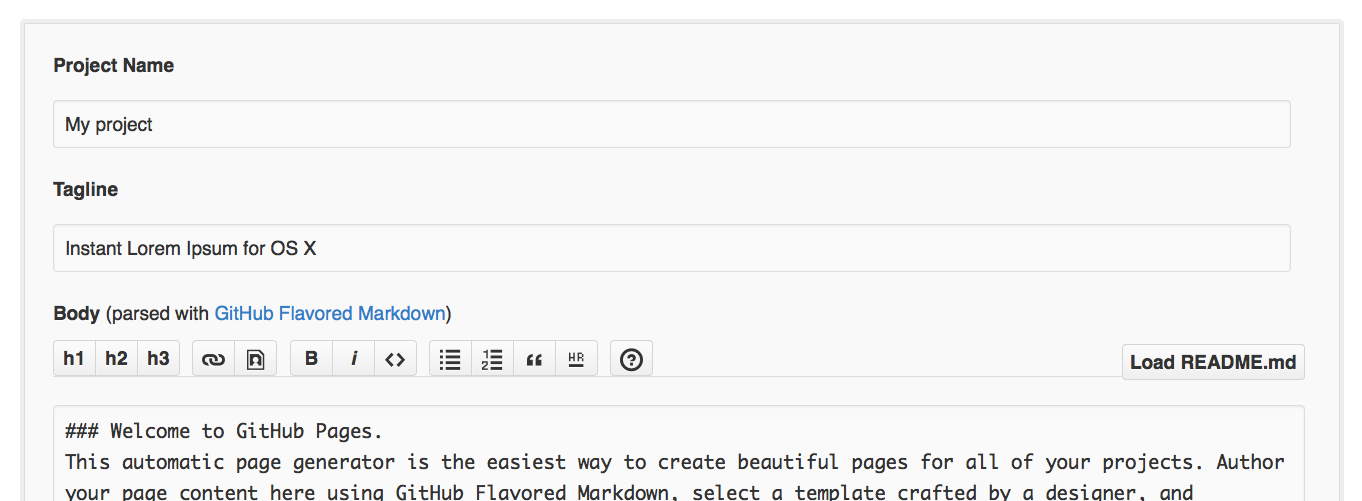 Project Name
My project
Tagline
Instant Lorem Ipsum for OS X
Body (parsed with GitHub Flavored Markdown)
h1 h2 h3 B i <> 1 2 “ HR ? Load README.md
### Welcome to GitHub Pages.
This automatic page generator is the easiest way to create beautiful pages for all of your projects. Author
your page content here using GitHub Flavored Markdown, select a template crafted by a designer, and